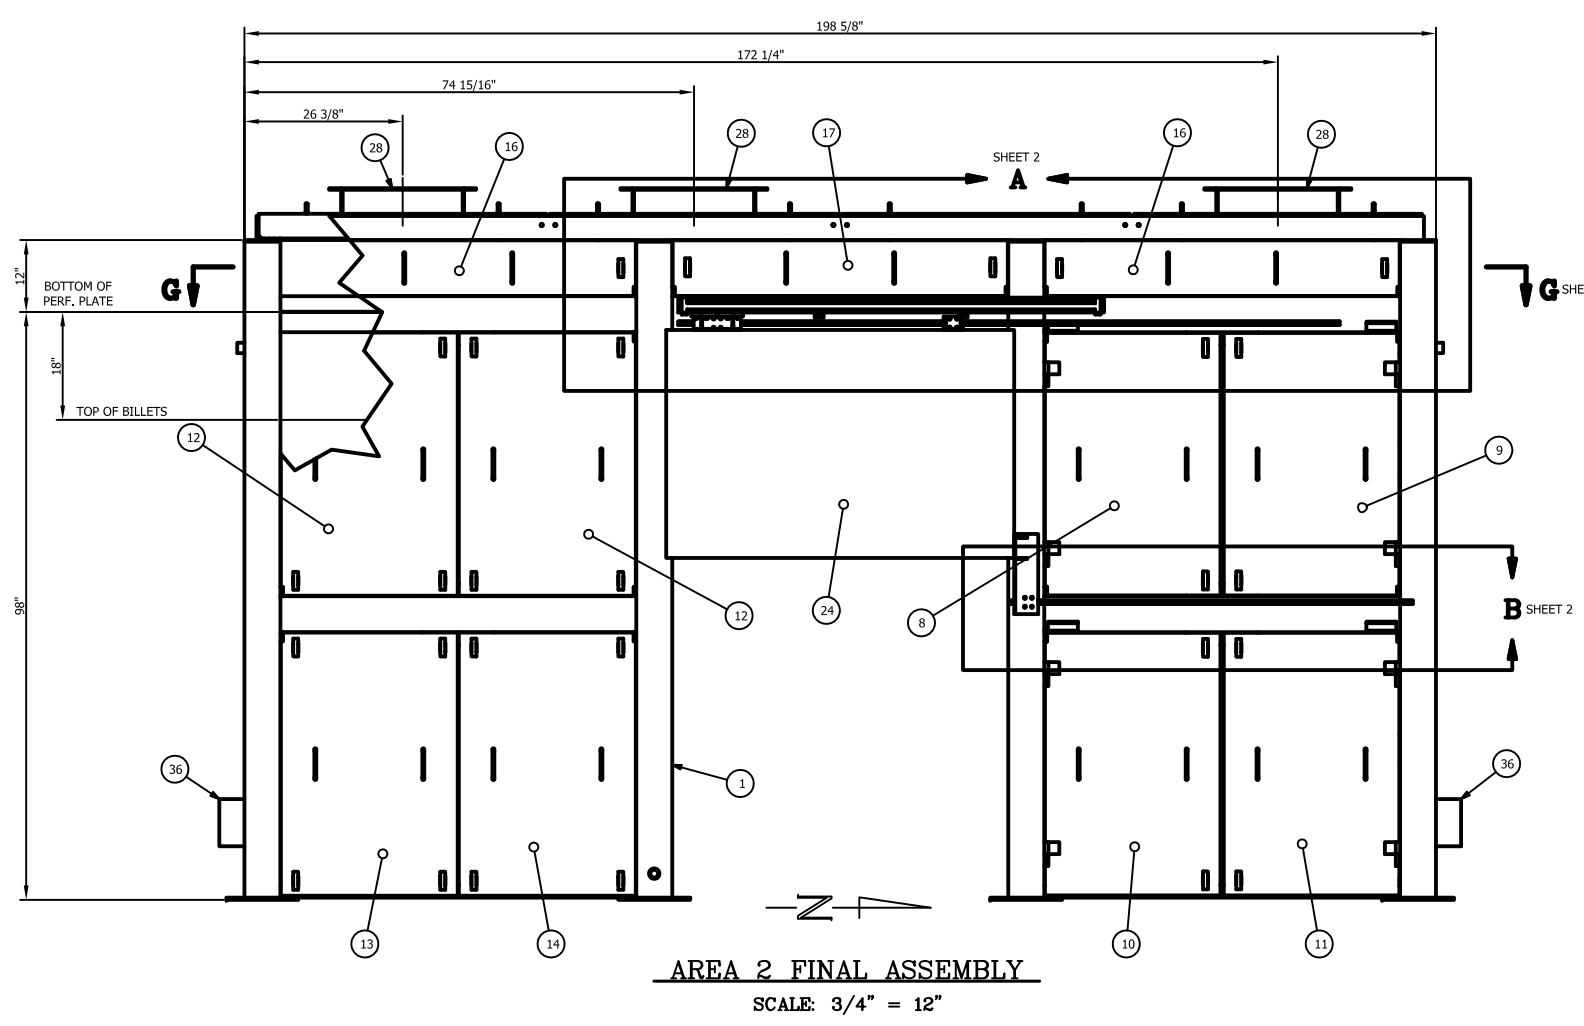 198 5/8"
172 1/4"
74 15/16"
26 3/8"
28
16
28
17
16
28
SHEET 2
A
12"
BOTTOM OF
PERF. PLATE
G
G SHE
18"
TOP OF BILLETS
12
9
98"
12
24
8
B SHEET 2
36
1
36
13
14
N
10
11
AREA 2 FINAL ASSEMBLY
SCALE: 3/4" = 12"